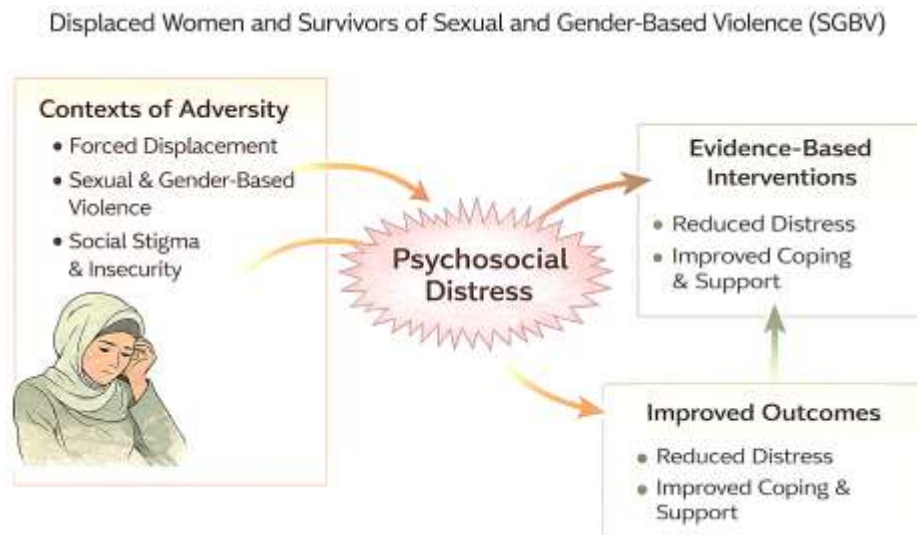 Displaced Women and Survivors of Sexual and Gender-Based Violence (SGBV)
Contexts of Adversity
• Forced Displacement
• Sexual & Gender-Based
Violence
• Social Stigma
& Insecurity
Psychosocial
Distress
Evidence-Based
Interventions
• Reduced Distress
• Improved Coping
& Support
Improved Outcomes
• Reduced Distress
• Improved Coping &
Support